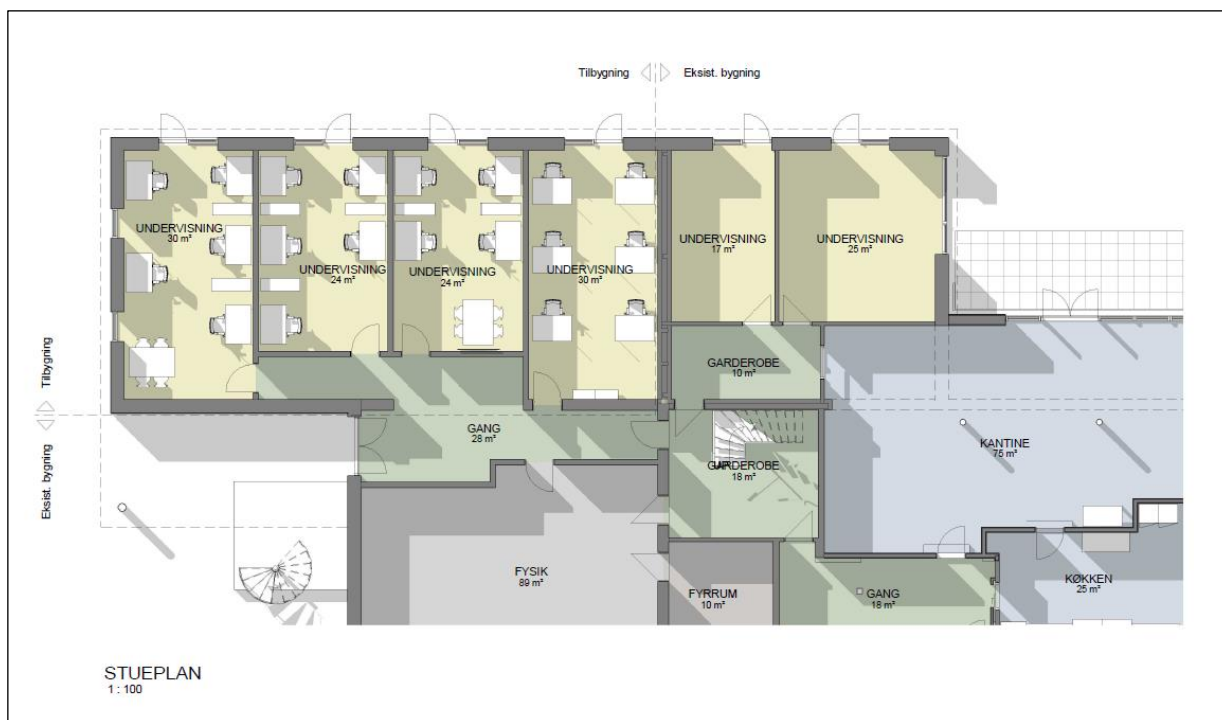 Tilbygning
Eksist. bygning
UNDERVISNING
30 m²
UNDERVISNING
24 m²
UNDERVISNING
24 m²
UNDERVISNING
30 m²
UNDERVISNING
17 m²
UNDERVISNING
25 m²
Tilbygning
Eksist. bygning
GARDEROBE
10 m²
GANG
28 m²
GARDEROBE
18 m²
KANTINE
75 m²
FYSIK
89 m²
FYRRUM
10 m²
GANG
18 m²
KØKKEN
25 m²
STUEPLAN
1 : 100